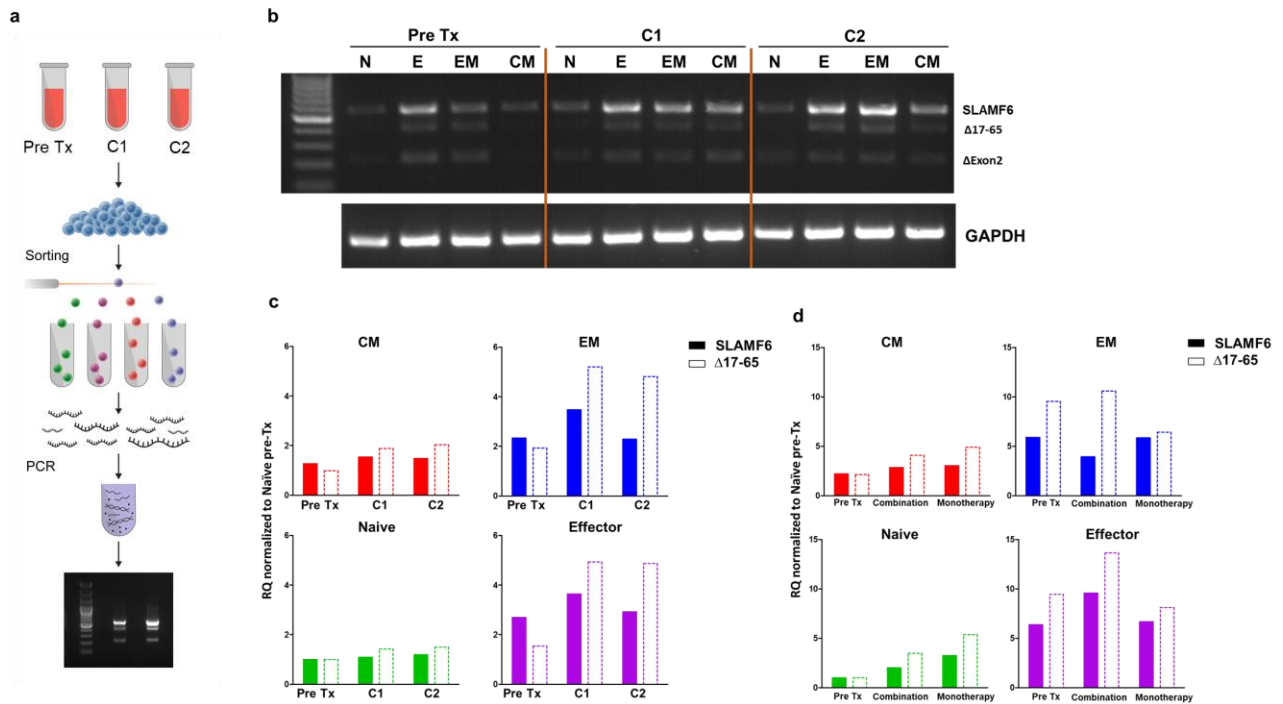 a
Pre Tx C1 C2
Sorting
PCR
b
Pre Tx C1 C2
N E EM CM N E EM CM N E EM CM
SLAMF6
Δ17-65
ΔExon2
GAPDH
c
CM EM
SLAMF6
Δ17-65
RQ normalized to Naïve pre-Tx
6 4 2 0
Pre Tx C1 C2
6 4 2 0
Pre Tx C1 C2
Naive Effector
6 4 2 0
Pre Tx C1 C2
6 4 2 0
Pre Tx C1 C2
d
CM EM
SLAMF6
Δ17-65
RQ normalized to Naïve pre-Tx
15 10 5 0
Pre Tx Combination Monotherapy
15 10 5 0
Pre Tx Combination Monotherapy
Naive Effector
15 10 5 0
Pre Tx Combination Monotherapy
15 10 5 0
Pre Tx Combination Monotherapy